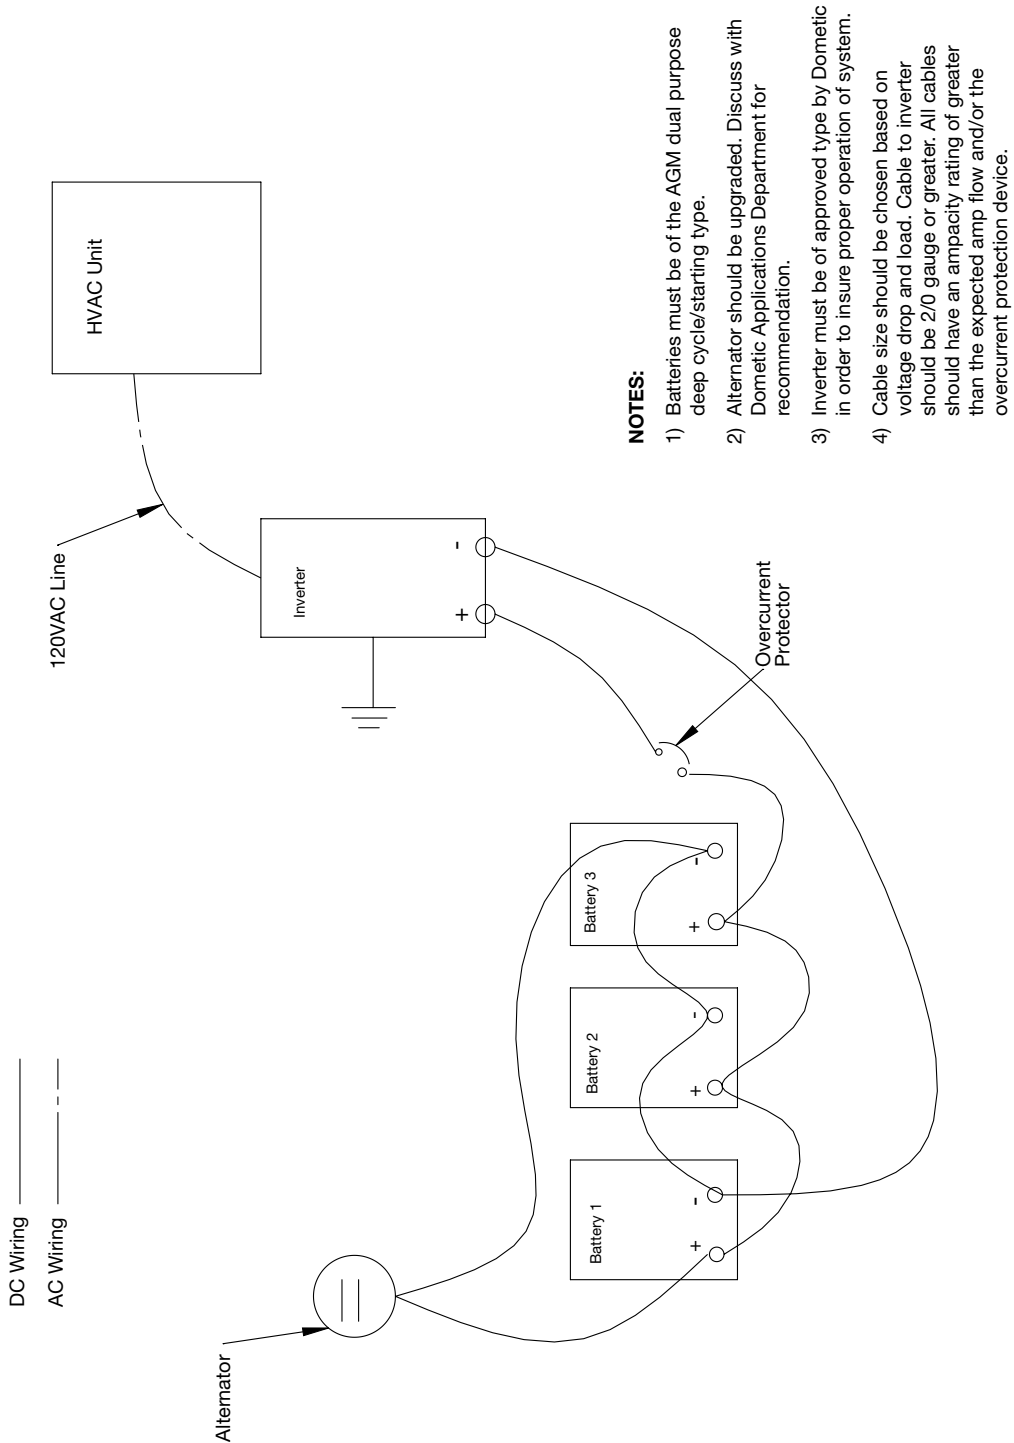 DC Wiring
AC Wiring
Alternator
120VAC Line
HVAC Unit
Inverter
+
-
Overcurrent
Protector
Battery 1
+
-
Battery 2
+
-
Battery 3
+
-
NOTES:
1) Batteries must be of the AGM dual purpose
deep cycle/starting type.
2) Alternator should be upgraded. Discuss with
Dometic Applications Department for
recommendation.
3) Inverter must be of approved type by Dometic
in order to insure proper operation of system.
4) Cable size should be chosen based on
voltage drop and load. Cable to inverter
should be 2/0 gauge or greater. All cables
should have an ampacity rating of greater
than the expected amp flow and/or the
overcurrent protection device.